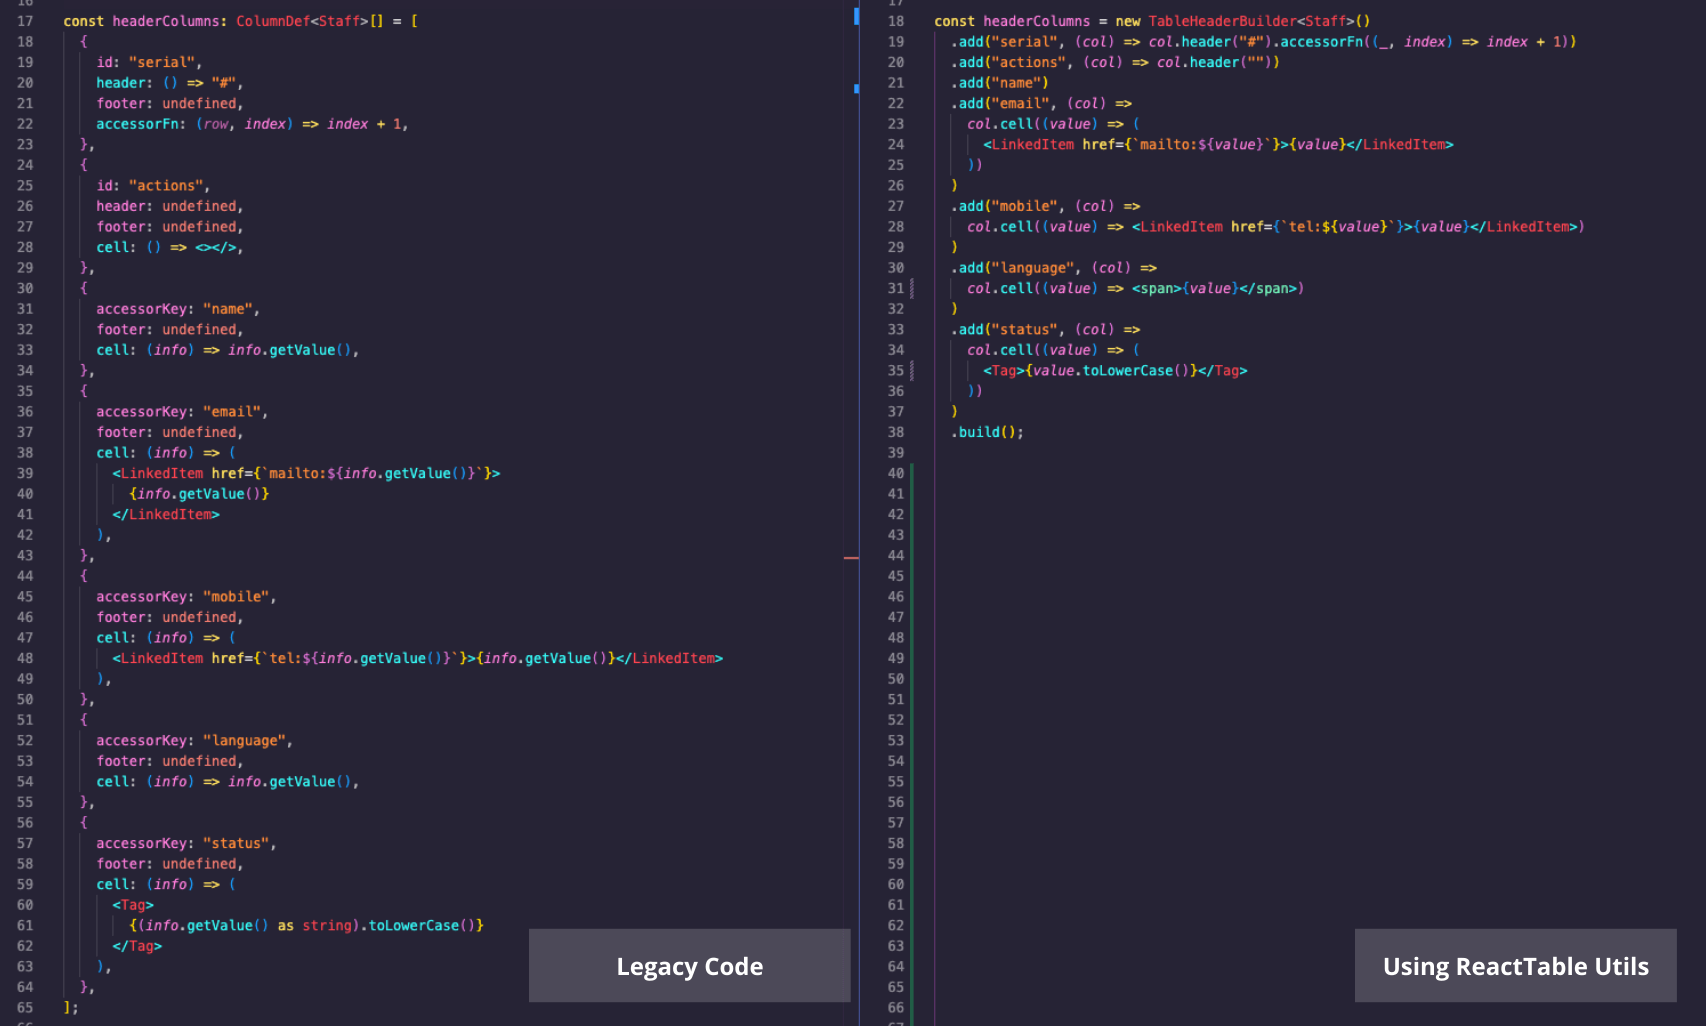 16
17 const headerColumns: ColumnDef<Staff>[] = [
18 {
19 id: "serial",
20 header: () => "#",
21 footer: undefined,
22 accessorFn: (row, index) => index + 1,
23 },
24 {
25 id: "actions",
26 header: undefined,
27 footer: undefined,
28 cell: () => <></>,
29 },
30 {
31 accessorKey: "name",
32 footer: undefined,
33 cell: (info) => info.getValue(),
34 },
35 {
36 accessorKey: "email",
37 footer: undefined,
38 cell: (info) => (
39 <LinkedItem href={`mailto:${info.getValue()}`}>
40 {info.getValue()}
41 </LinkedItem>
42 ),
43 },
44 {
45 accessorKey: "mobile",
46 footer: undefined,
47 cell: (info) => (
48 <LinkedItem href={`tel:${info.getValue()}`}>{info.getValue()}</LinkedItem>
49 ),
50 },
51 {
52 accessorKey: "language",
53 footer: undefined,
54 cell: (info) => info.getValue(),
55 },
56 {
57 accessorKey: "status",
58 footer: undefined,
59 cell: (info) => (
60 <Tag>
61 {(info.getValue() as string).toLowerCase()}
62 </Tag>
63 ),
64 },
65 ];
66
Legacy Code
17
18 const headerColumns = new TableHeaderBuilder<Staff>()
19 .add("serial", (col) => col.header("#").accessorFn((_, index) => index + 1))
20 .add("actions", (col) => col.header(""))
21 .add("name")
22 .add("email", (col) =>
23 col.cell((value) => (
24 <LinkedItem href={`mailto:${value}`}>{value}</LinkedItem>
25 ))
26 )
27 .add("mobile", (col) =>
28 col.cell((value) => <LinkedItem href={`tel:${value}`}>{value}</LinkedItem>)
29 )
30 .add("language", (col) =>
31 col.cell((value) => <span>{value}</span>)
32 )
33 .add("status", (col) =>
34 col.cell((value) => (
35 <Tag>{value.toLowerCase()}</Tag>
36 ))
37 )
38 .build();
39
40
41
42
43
44
45
46
47
48
49
50
51
52
53
54
55
56
57
58
59
60
61
62
63
64
65
66
67
Using ReactTable Utils